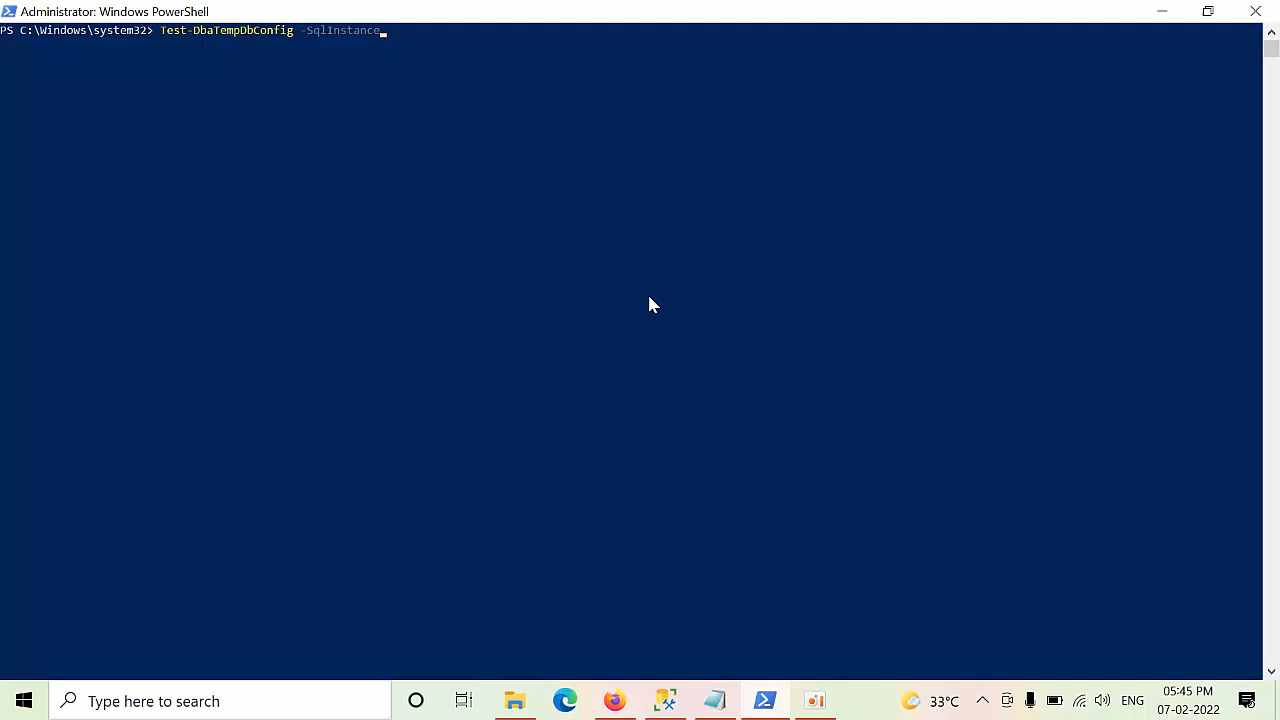 Administrator: Windows PowerShell
PS C:\Windows\system32> Test-DbaTempDbConfig -SqlInstance
Type here to search
33°C
ENG
05:45 PM
07-02-2022